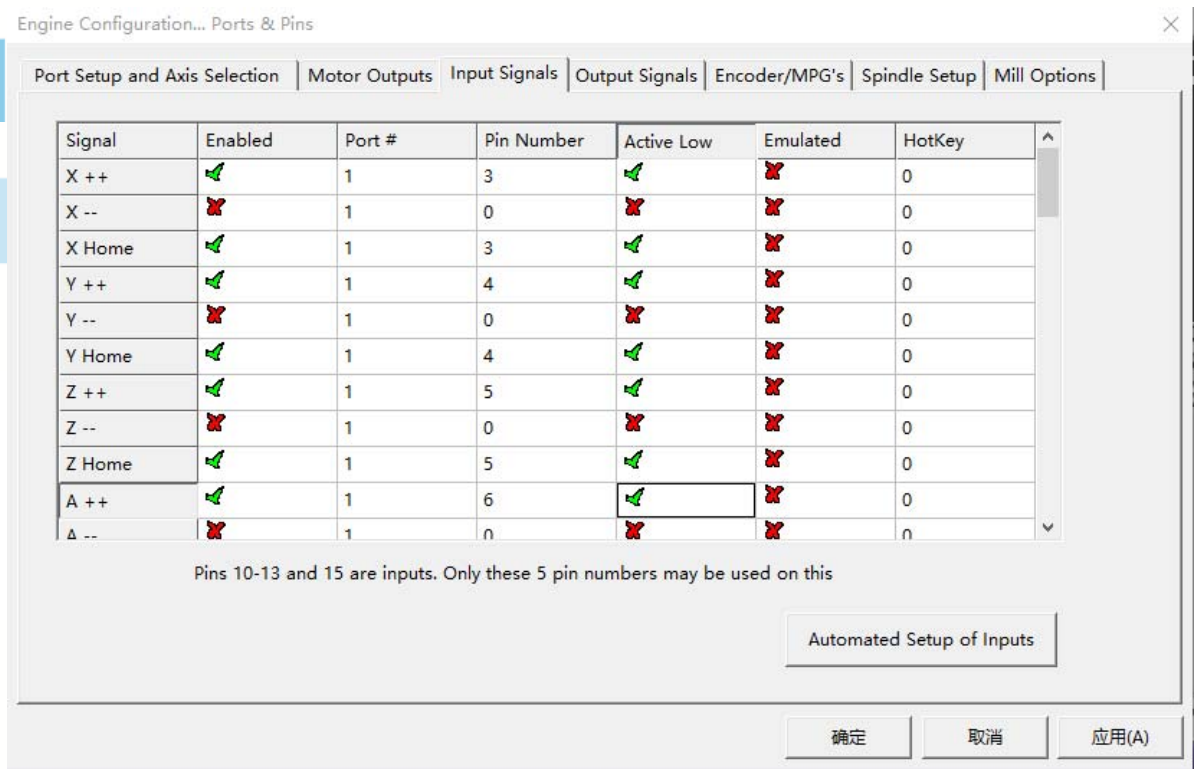 Engine Configuration... Ports & Pins
Port Setup and Axis Selection Motor Outputs Input Signals Output Signals Encoder/MPG's Spindle Setup Mill Options
Signal Enabled Port # Pin Number Active Low Emulated HotKey
X ++ 1 3 0
X -- 1 0 0
X Home 1 3 0
Y ++ 1 4 0
Y -- 1 0 0
Y Home 1 4 0
Z ++ 1 5 0
Z -- 1 0 0
Z Home 1 5 0
A ++ 1 6 0
A -- 1 0 0
Pins 10-13 and 15 are inputs. Only these 5 pin numbers may be used on this
Automated Setup of Inputs
确定 取消 应用(A)